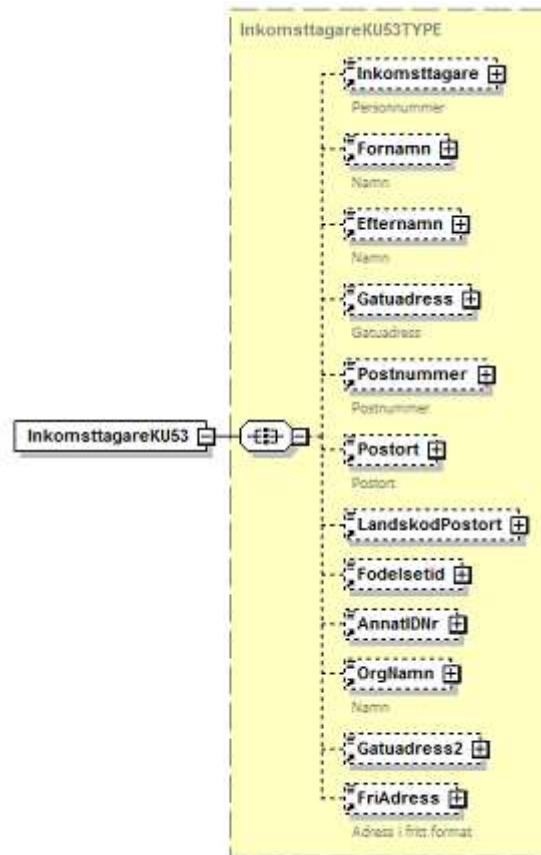 InkomsttagareKU53TYPE
Inkomsttagare
Personnummer
Fornamn
Namn
Efternamn
Namn
Gatuadress
Gatuadress
Postnummer
Postnummer
InkomsttagareKU53
Postort
Postort
LandskodPostort
Fodelsetid
AnnatIDNr
OrgNamn
Namn
Gatuadress2
FriAdress
Adress i fritt format